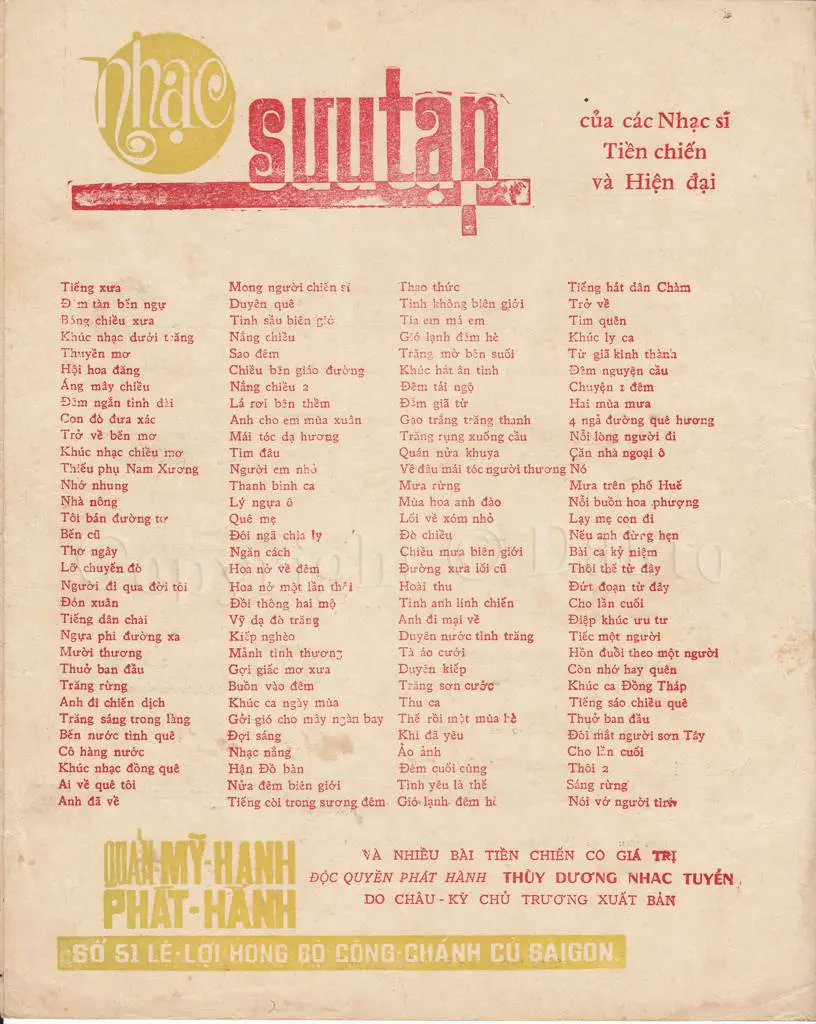 nhạc
sưu tập
của các Nhạc sĩ
Tiền chiến
và Hiện đại
Tiếng xưa
Đêm tàn bến ngự
Bóng chiều xưa
Khúc nhạc dưới trăng
Thuyền mơ
Hội hoa đăng
Áng mây chiều
Đêm ngắn tình dài
Con đò đưa xác
Trở về bến mơ
Khúc nhạc chiều mơ
Thiếu phụ Nam Xương
Nhớ nhung
Nhà nông
Tôi bán đường tơ
Bến cũ
Thơ ngây
Lỡ chuyến đò
Người đi qua đời tôi
Đón xuân
Tiếng dân chài
Ngựa phi đường xa
Mười thương
Thuở ban đầu
Trăng rừng
Anh đi chiến dịch
Trăng sáng trong làng
Bến nước tình quê
Cô hàng nước
Khúc nhạc đồng quê
Ai về quê tôi
Anh đã về
Mong người chiến sĩ
Duyên quê
Tình sầu biên giới
Nắng chiều
Sao đêm
Chiều bên giáo đường
Nắng chiều 2
Lá rơi bên thềm
Anh cho em mùa xuân
Mái tóc dạ hương
Tìm đâu
Người em nhỏ
Thanh bình ca
Lý ngựa ô
Quê mẹ
Đôi ngã chia ly
Ngăn cách
Hoa nở về đêm
Hoa nở một lần thôi
Đồi thông hai mộ
Vỹ dạ đò trăng
Kiếp nghèo
Mảnh tình thương
Gợi giấc mơ xưa
Buồn vào đêm
Khúc ca ngày mùa
Gởi gió cho mây ngàn bay
Đợi sáng
Nhạc nắng
Hận Đồ bàn
Nửa đêm biên giới
Tiếng còi trong sương đêm
Thao thức
Tình không biên giới
Tía em má em
Gió lạnh đêm hè
Trăng mờ bên suối
Khúc hát ân tình
Đêm tái ngộ
Đêm giã từ
Gạo trắng trăng thanh
Trăng rụng xuống cầu
Quán nửa khuya
Về đâu mái tóc người thương
Mưa rừng
Mùa hoa anh đào
Lối về xóm nhỏ
Đò chiều
Chiều mưa biên giới
Đường xưa lối cũ
Hoài thu
Tình anh lính chiến
Anh đi mại về
Duyên nước tình trăng
Tà áo cưới
Duyên kiếp
Trăng sơn cước
Thu ca
Thế rồi một mùa hè
Khi đã yêu
Ảo ảnh
Đêm cuối cùng
Tình yêu là thế
Gió lạnh đêm hè
Tiếng hát dân Chàm
Trở về
Tìm quên
Khúc ly ca
Từ giã kinh thành
Đêm nguyện cầu
Chuyện 1 đêm
Hai mùa mưa
4 ngả đường quê hương
Nỗi lòng người đi
Căn nhà ngoại ô
Nó
Mưa trên phố Huế
Nỗi buồn hoa phượng
Lạy mẹ con đi
Nếu anh đừng hẹn
Bài ca kỷ niệm
Thôi thế từ đây
Đứt đoạn từ đây
Cho lần cuối
Điệp khúc ưu tư
Tiếc một người
Hồn đuổi theo một người
Còn nhớ hay quên
Khúc ca Đồng Tháp
Tiếng sáo chiều quê
Thuở ban đầu
Đôi mắt người sơn Tây
Cho lần cuối
Thôi 2
Sáng rừng
Nói vớ người tình
QUÁN MỸ-HẠNH
PHÁT-HÀNH
SỐ 51 LÊ-LỢI HÔNG BỘ CÔNG-CHÁNH CŨ SAIGON
VÀ NHIỀU BÀI TIỀN CHIẾN CÓ GIÁ TRỊ
ĐỘC QUYỀN PHÁT HÀNH THÙY DƯƠNG NHẠC TUYỂN
DO CHÂU-KỲ CHỦ TRƯƠNG XUẤT BẢN